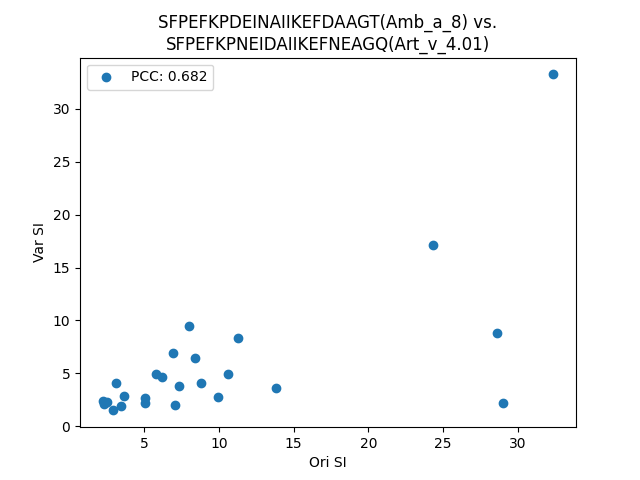 SFPEFKPDEINAIIKEFDAAGT(Amb_a_8) vs.
SFPEFKPNEIDAIIKEFNEAGQ(Art_v_4.01)
PCC: 0.682
Var SI
30
25
20
15
10
5
0
5 10 15 20 25 30
Ori SI